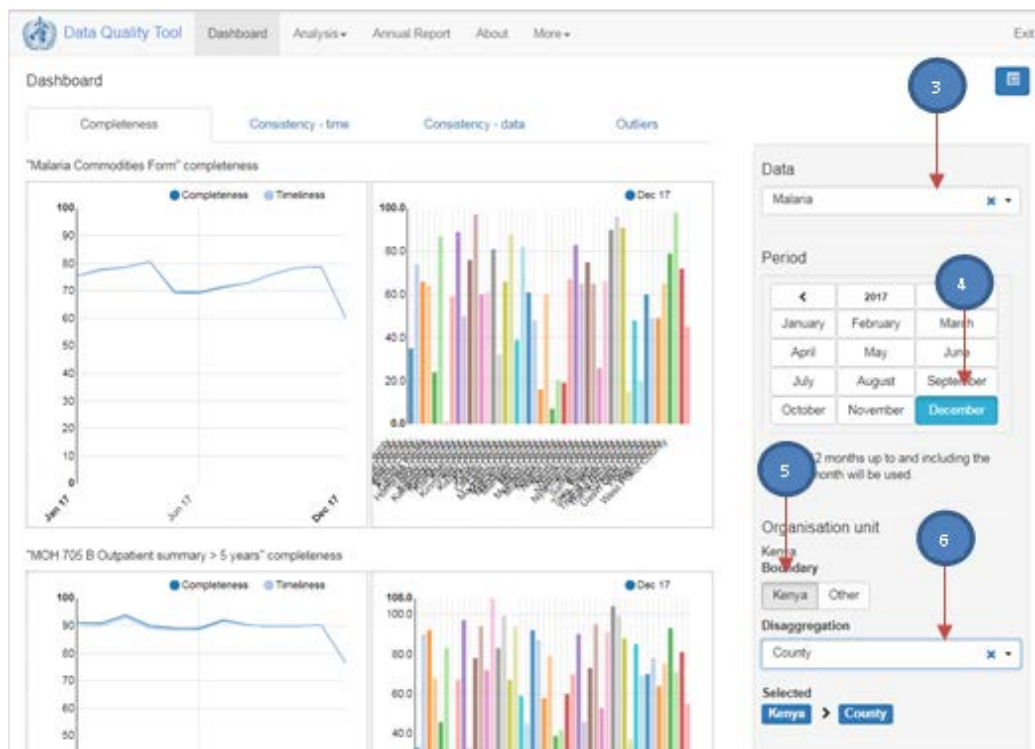 Data Quality Tool Dashboard Analysis Annual Report About More Exit
Dashboard
3
Completeness Consistency - time Consistency - data Outliers
"Malaria Commodities Form" completeness
Completeness Timeliness
100
90
80
70
60
50
40
30
20
10
0
Jan 17 Jun 17 Dec 17
Dec 17
100.0
80.0
60.0
40.0
20.0
0.0
"MOH 705 B Outpatient summary > 5 years" completeness
Completeness Timeliness
100
90
80
70
60
50
Dec 17
100.0
80.0
60.0
40.0
Data
Malaria
Period
4
2017
January February March
April May June
July August September
October November December
2 months up to and including the
month will be used
5
Organisation unit
6
Kenya
Boundary
Kenya Other
Disaggregation
County
Selected
Kenya > County